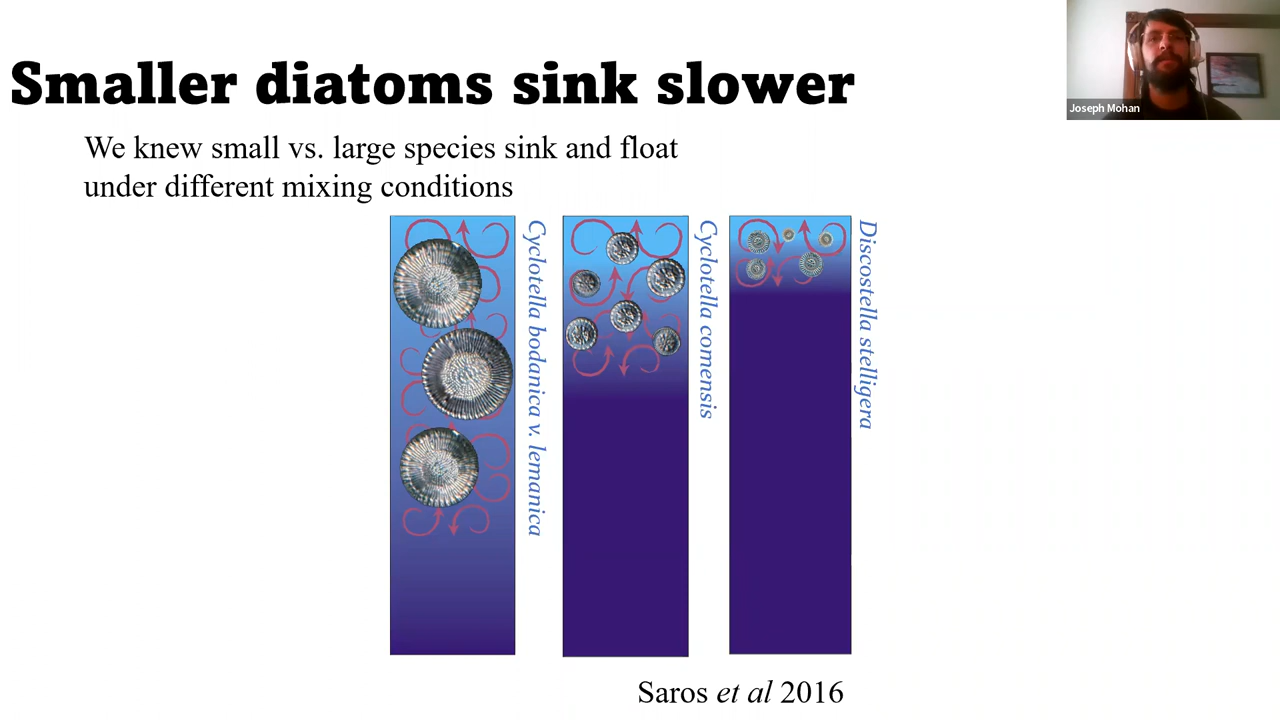 Smaller diatoms sink slower
Joseph Mohan
We knew small vs. large species sink and float
under different mixing conditions
Cyclotella bodanica v. lemanica
Cyclotella comensis
Discostella stelligera
Saros et al 2016